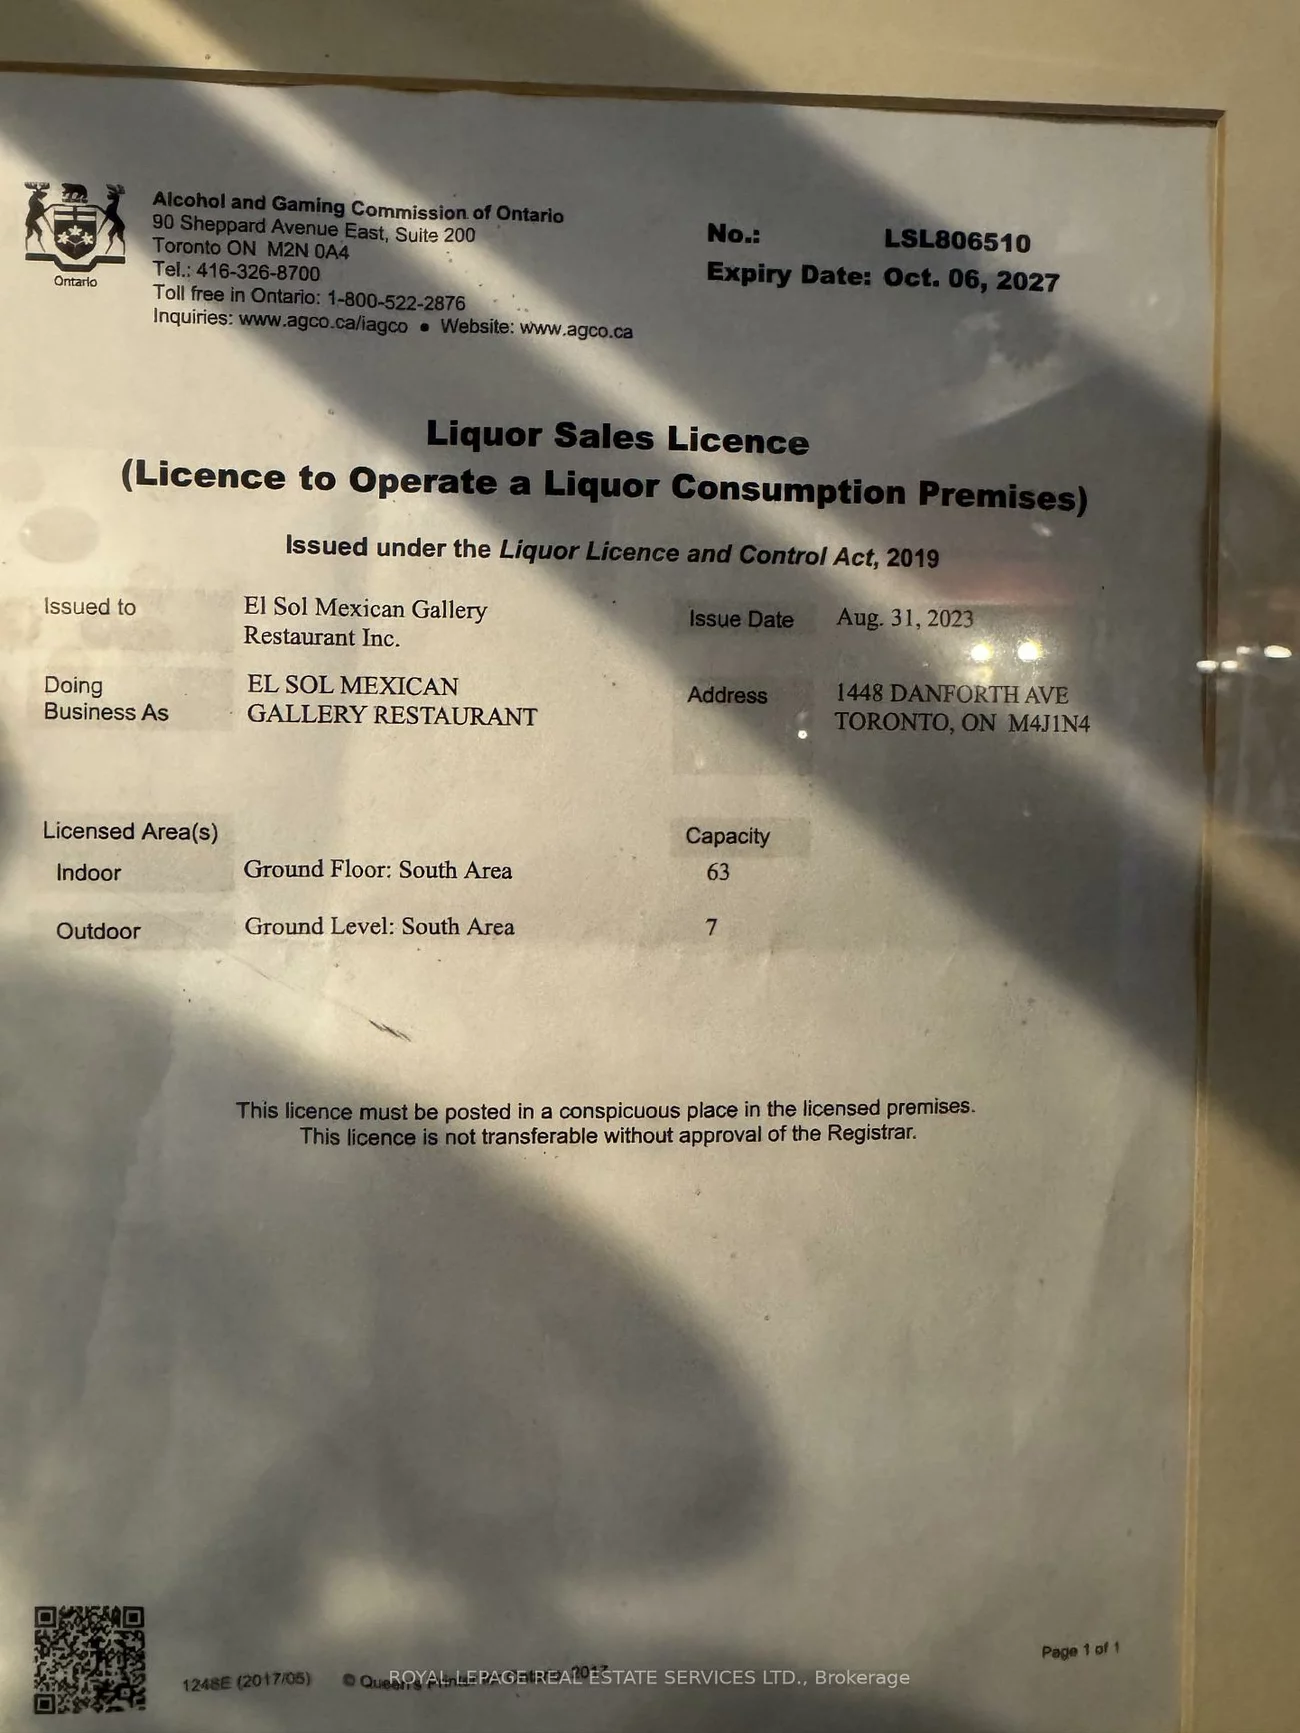 Ontario
Alcohol and Gaming Commission of Ontario
90 Sheppard Avenue East, Suite 200
Toronto ON M2N 0A4
Tel.: 416-326-8700
Toll free in Ontario: 1-800-522-2876
Inquiries: www.agco.ca/iagco • Website: www.agco.ca
No.: LSL806510
Expiry Date: Oct. 06, 2027
Liquor Sales Licence
(Licence to Operate a Liquor Consumption Premises)
Issued under the Liquor Licence and Control Act, 2019
Issued to El Sol Mexican Gallery
Restaurant Inc.
Issue Date Aug. 31, 2023
Doing
Business As
EL SOL MEXICAN
GALLERY RESTAURANT
Address 1448 DANFORTH AVE
TORONTO, ON M4J1N4
Licensed Area(s) Capacity
Indoor Ground Floor: South Area 63
Outdoor Ground Level: South Area 7
This licence must be posted in a conspicuous place in the licensed premises.
This licence is not transferable without approval of the Registrar.
Page 1 of 1
1248E (2017/05) © Queen's 2017
ROYAL LEPAGE REAL ESTATE SERVICES LTD., Brokerage